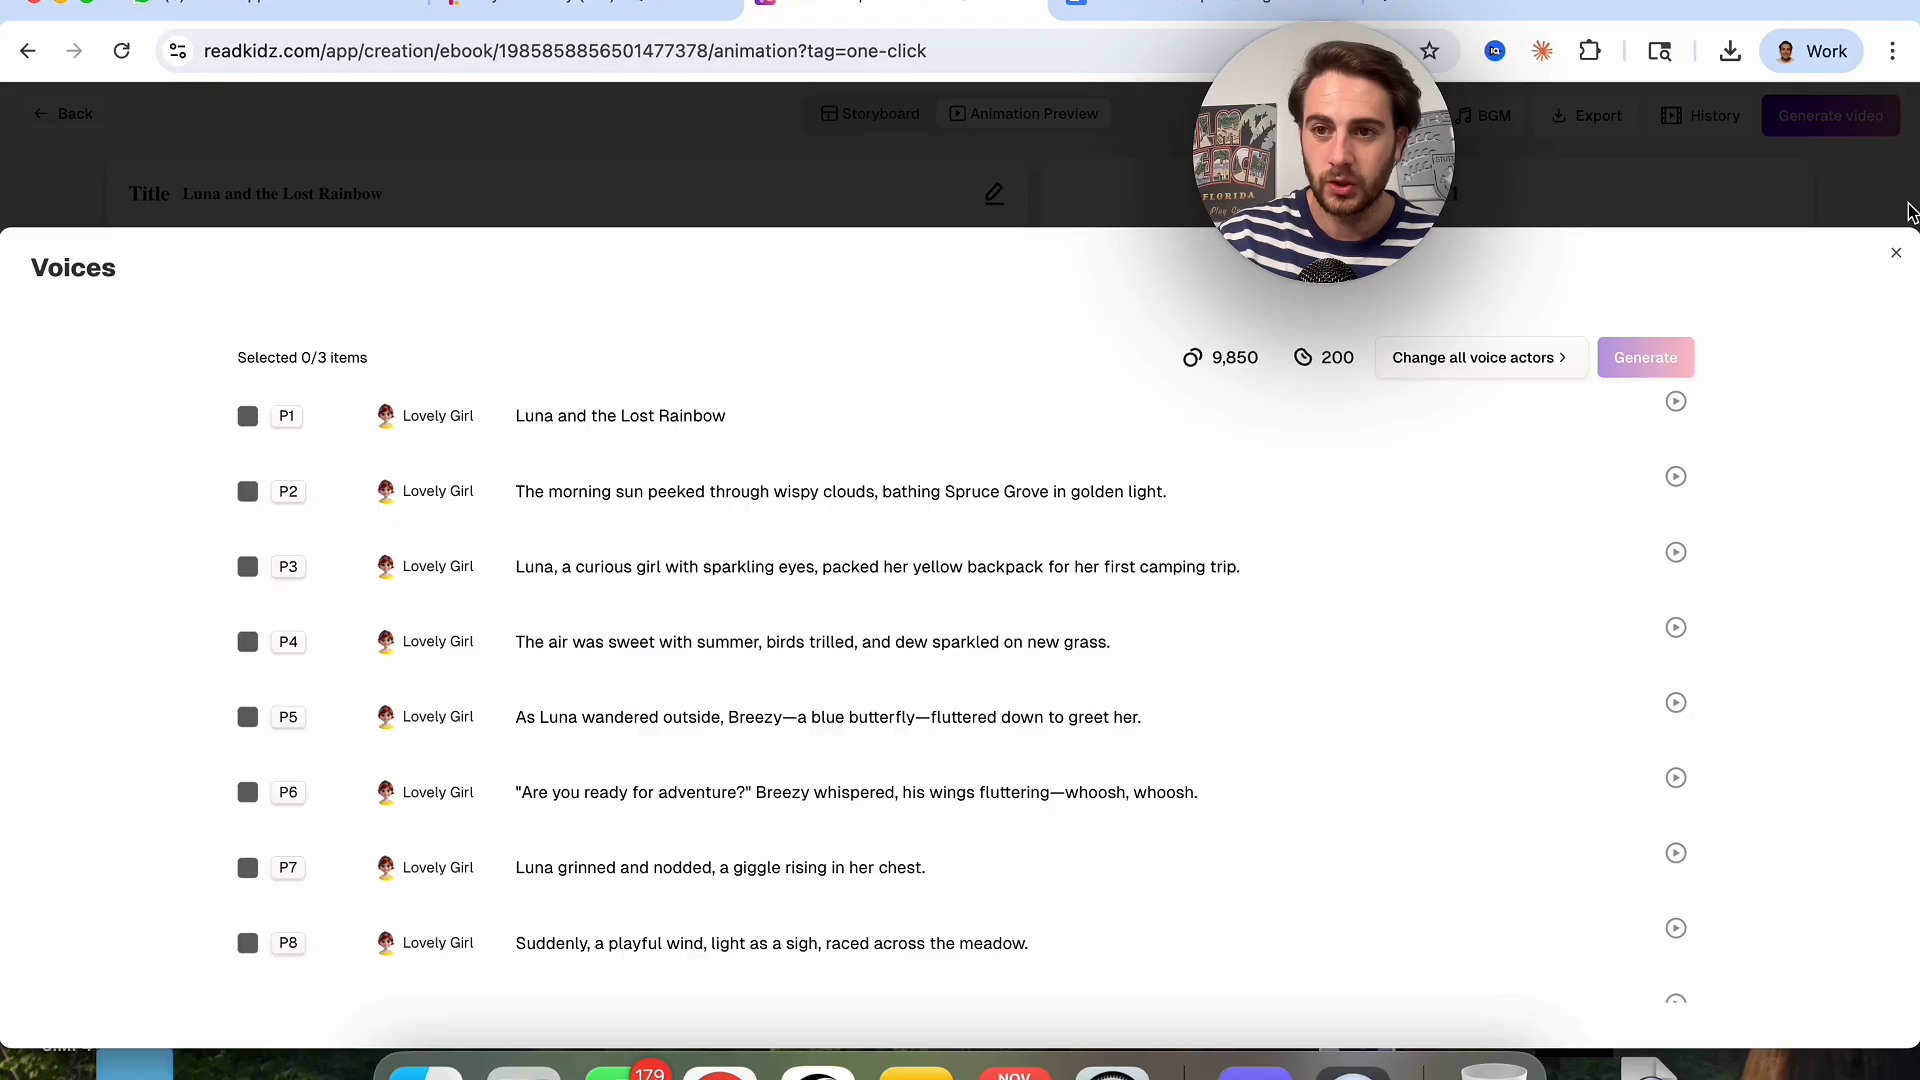 readkidz.com/app/creation/ebook/1985858856501477378/animation?tag=one-click
Work
Back
Storyboard
Animation Preview
BGM
Export
History
Generate video
Title Luna and the Lost Rainbow
FLORIDA
Voices
Selected 0/3 items
9,850
200
Change all voice actors
Generate
P1 Lovely Girl Luna and the Lost Rainbow
P2 Lovely Girl The morning sun peeked through wispy clouds, bathing Spruce Grove in golden light.
P3 Lovely Girl Luna, a curious girl with sparkling eyes, packed her yellow backpack for her first camping trip.
P4 Lovely Girl The air was sweet with summer, birds trilled, and dew sparkled on new grass.
P5 Lovely Girl As Luna wandered outside, Breezy—a blue butterfly—fluttered down to greet her.
P6 Lovely Girl "Are you ready for adventure?" Breezy whispered, his wings fluttering—whoosh, whoosh.
P7 Lovely Girl Luna grinned and nodded, a giggle rising in her chest.
P8 Lovely Girl Suddenly, a playful wind, light as a sigh, raced across the meadow.
179
NOV